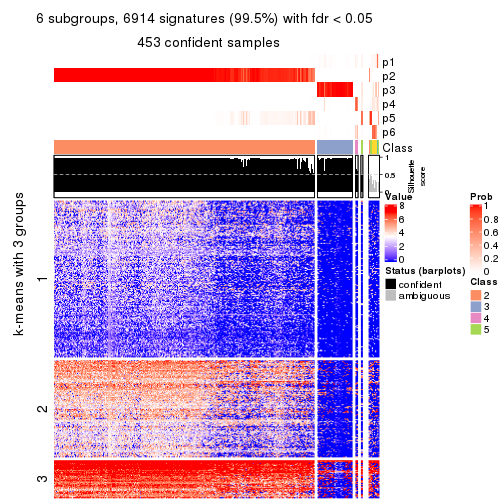 6 subgroups, 6914 signatures (99.5%) with fdr < 0.05
453 confident samples
p1
p2
p3
p4
p5
p6
Class
1
0.5
0
Silhouette
score
k-means with 3 groups
1
2
3
Value
8
6
4
2
0
Status (barplots)
confident
ambiguous
Prob
1
0.8
0.6
0.4
0.2
0
Class
2
3
4
5